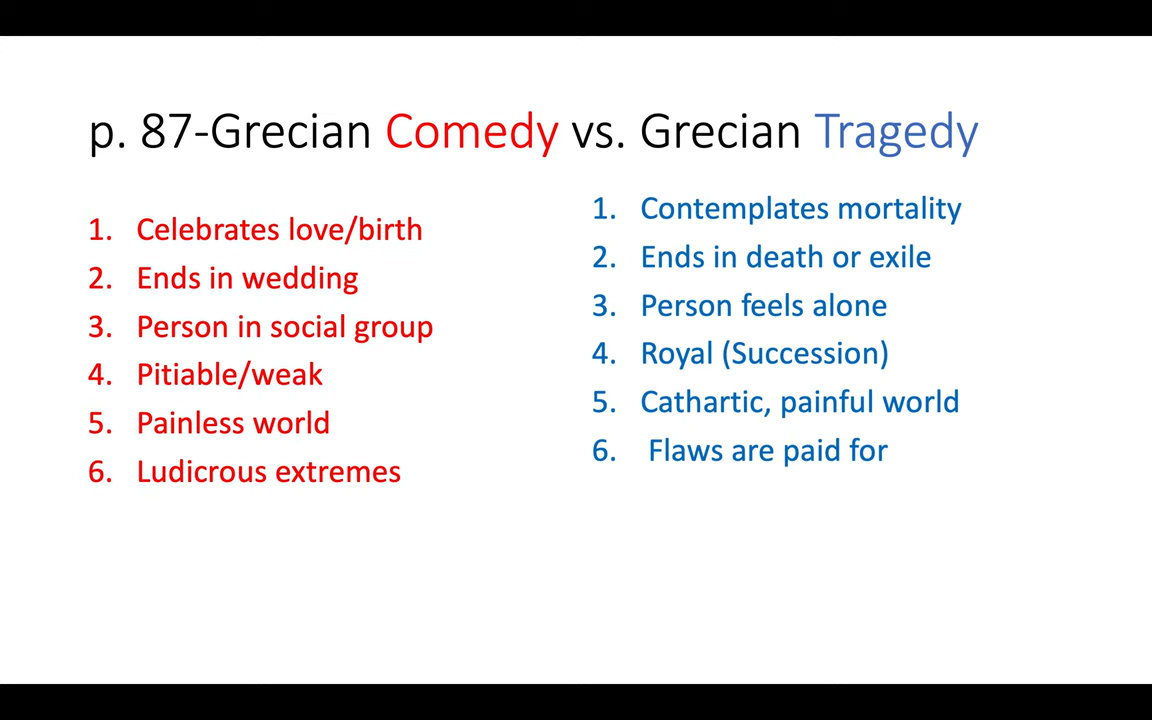 p. 87-Grecian Comedy vs. Grecian Tragedy
1. Celebrates love/birth
2. Ends in wedding
3. Person in social group
4. Pitiable/weak
5. Painless world
6. Ludicrous extremes
1. Contemplates mortality
2. Ends in death or exile
3. Person feels alone
4. Royal (Succession)
5. Cathartic, painful world
6. Flaws are paid for